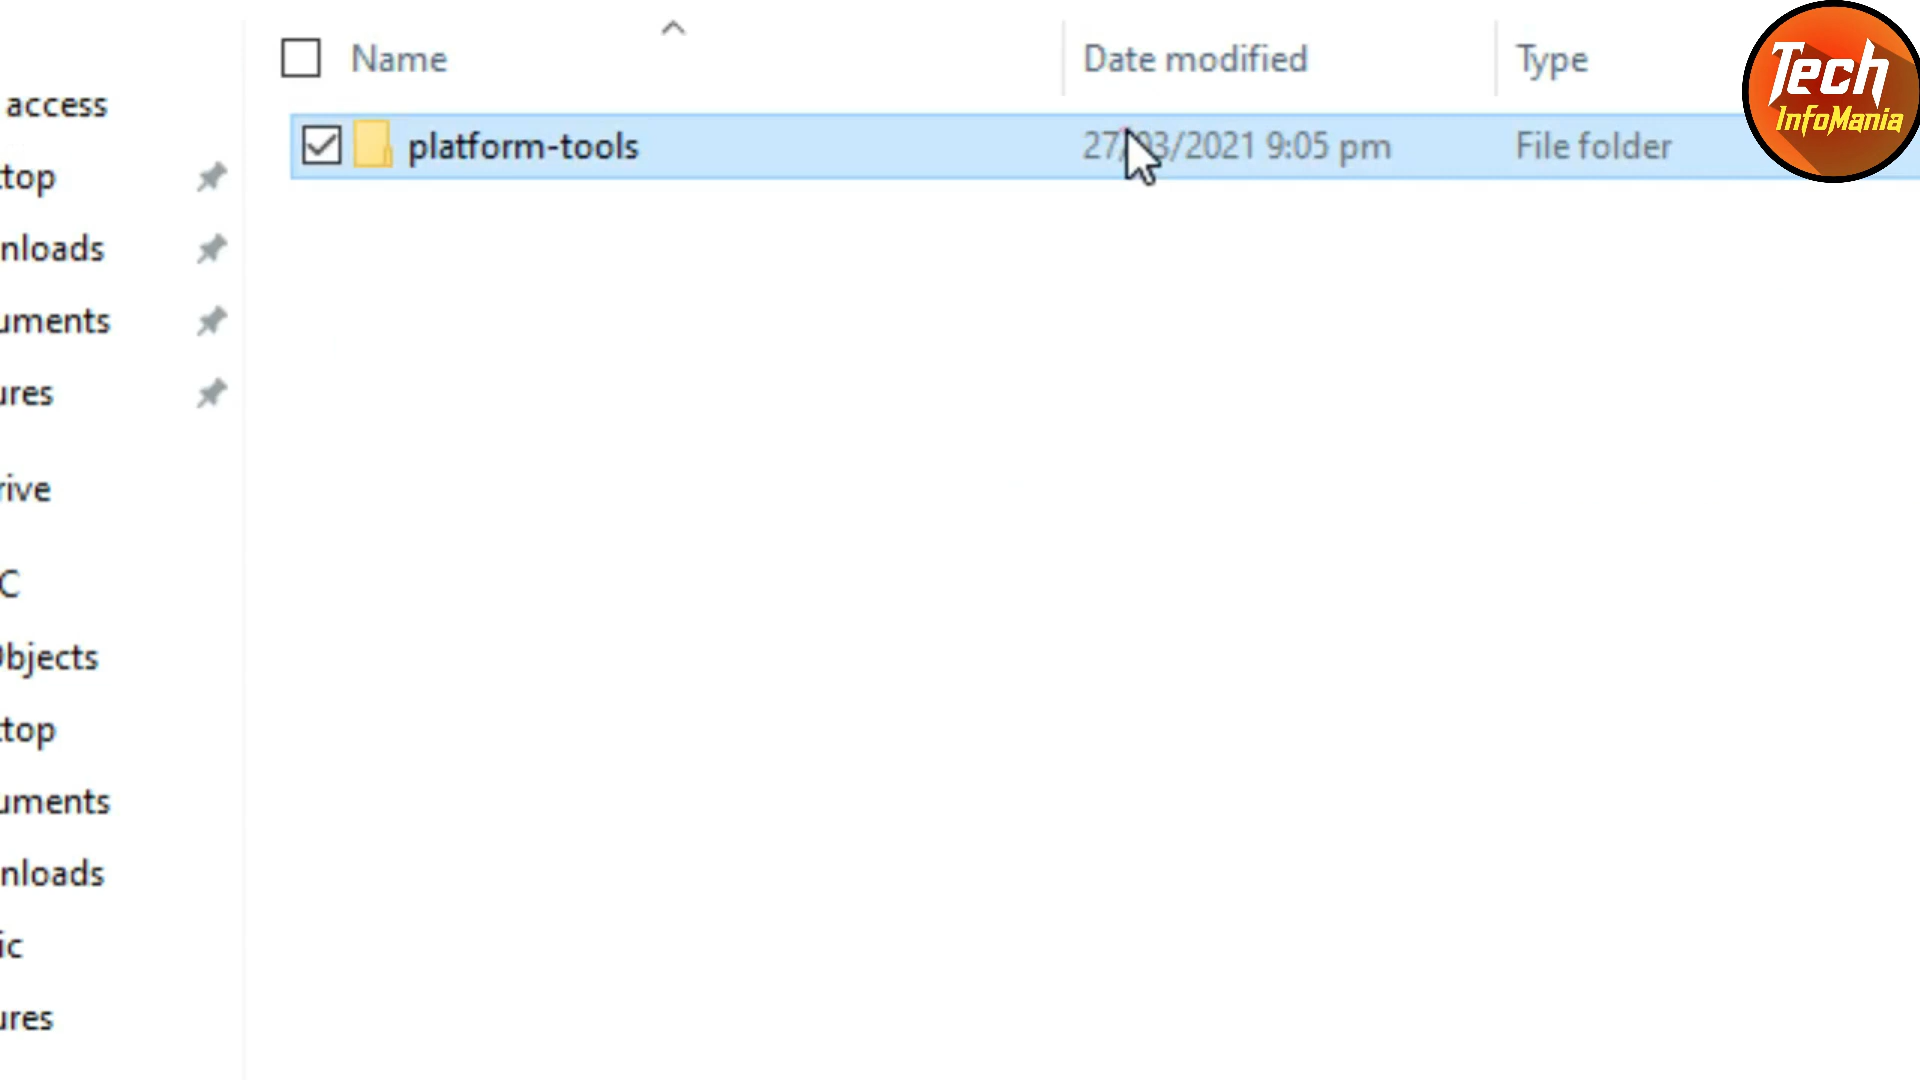 Name Date modified Type
Tech
InfoMania
platform-tools 27/03/2021 9:05 pm File folder
access
top
nloads
uments
ures
rive
C
Objects
top
uments
nloads
ic
ures